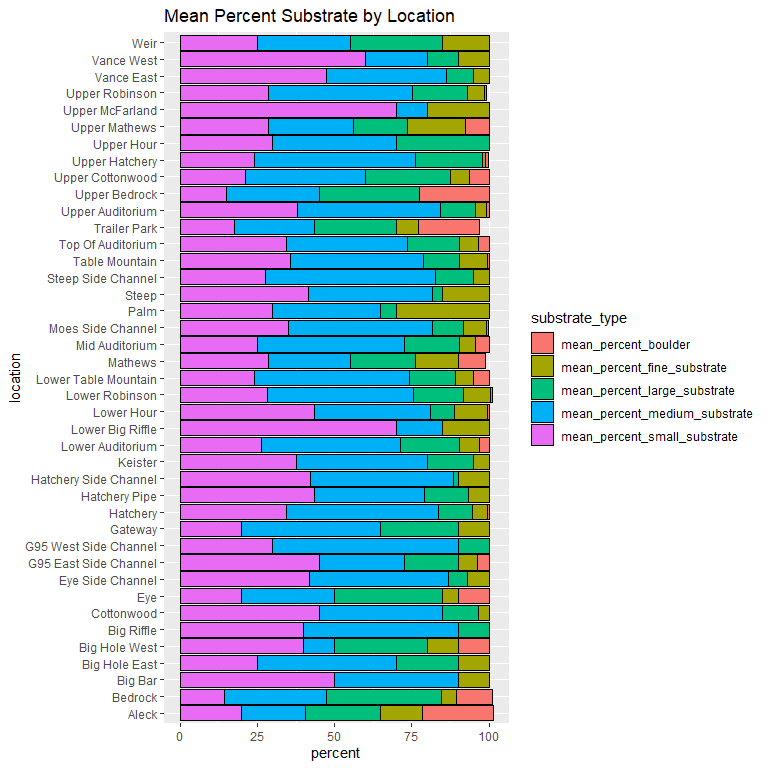 Mean Percent Substrate by Location
location
Weir
Vance West
Vance East
Upper Robinson
Upper McFarland
Upper Mathews
Upper Hour
Upper Hatchery
Upper Cottonwood
Upper Bedrock
Upper Auditorium
Trailer Park
Top Of Auditorium
Table Mountain
Steep Side Channel
Steep
Palm
Moes Side Channel
Mid Auditorium
Mathews
Lower Table Mountain
Lower Robinson
Lower Hour
Lower Big Riffle
Lower Auditorium
Keister
Hatchery Side Channel
Hatchery Pipe
Hatchery
Gateway
G95 West Side Channel
G95 East Side Channel
Eye Side Channel
Eye
Cottonwood
Big Riffle
Big Hole West
Big Hole East
Big Bar
Bedrock
Aleck
0 25 50 75 100
percent
substrate_type
mean_percent_boulder
mean_percent_fine_substrate
mean_percent_large_substrate
mean_percent_medium_substrate
mean_percent_small_substrate